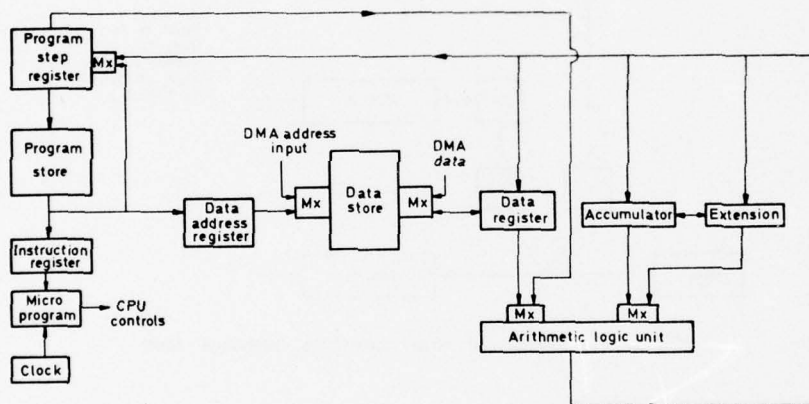 Program
step
register
Mx
Program
store
DMA address
input
DMA
data
Mx
Data
store
Mx
Data
address
register
Data
register
Accumulator
Extension
Instruction
register
Micro
program
CPU
controls
Mx
Mx
Arithmetic logic unit
Clock